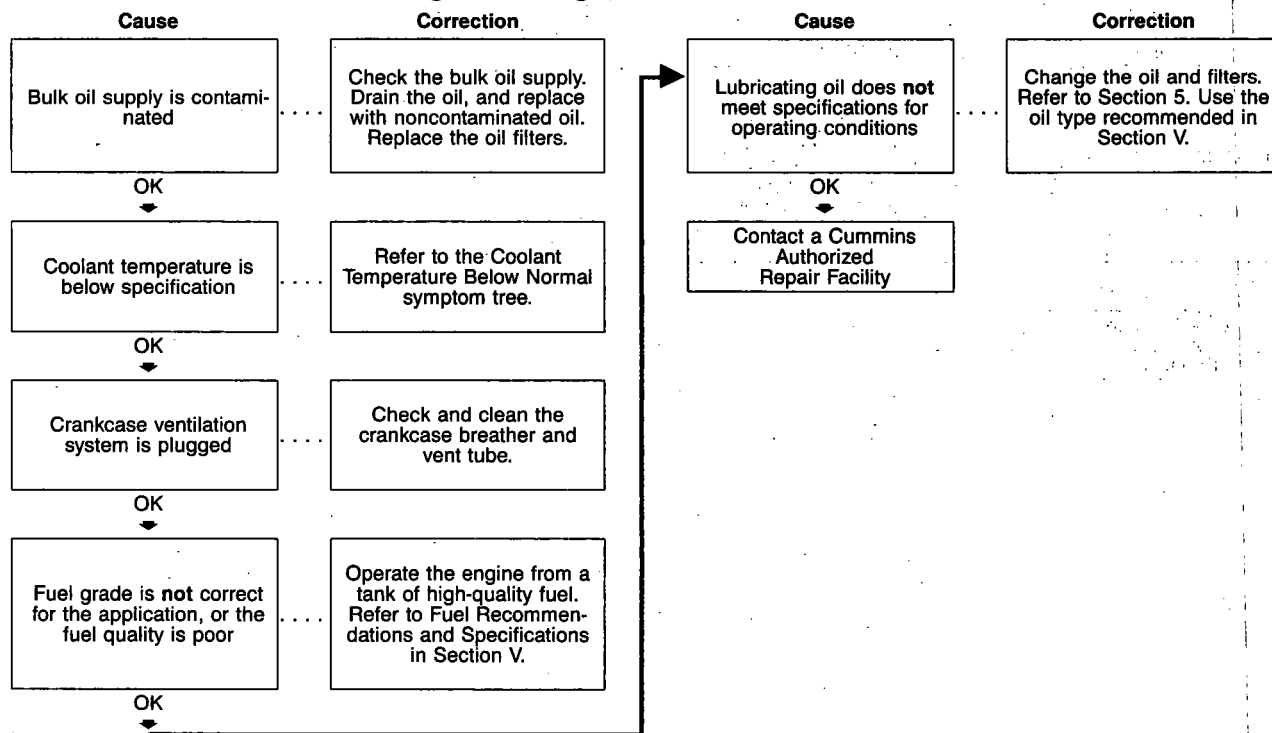 Cause
Correction
Bulk oil supply is contami-
nated
Check the bulk oil supply.
Drain the oil, and replace
with noncontaminated oil.
Replace the oil filters.
OK
Coolant temperature is
below specification
Refer to the Coolant
Temperature Below Normal
symptom tree.
OK
Crankcase ventilation
system is plugged
Check and clean the
crankcase breather and
vent tube.
OK
Fuel grade is not correct
for the application, or the
fuel quality is poor
Operate the engine from a
tank of high-quality fuel.
Refer to Fuel Recommen-
dations and Specifications
in Section V.
OK
Cause
Correction
Lubricating oil does not
meet specifications for
operating conditions
Change the oil and filters.
Refer to Section 5. Use the
oil type recommended in
Section V.
OK
Contact a Cummins
Authorized
Repair Facility